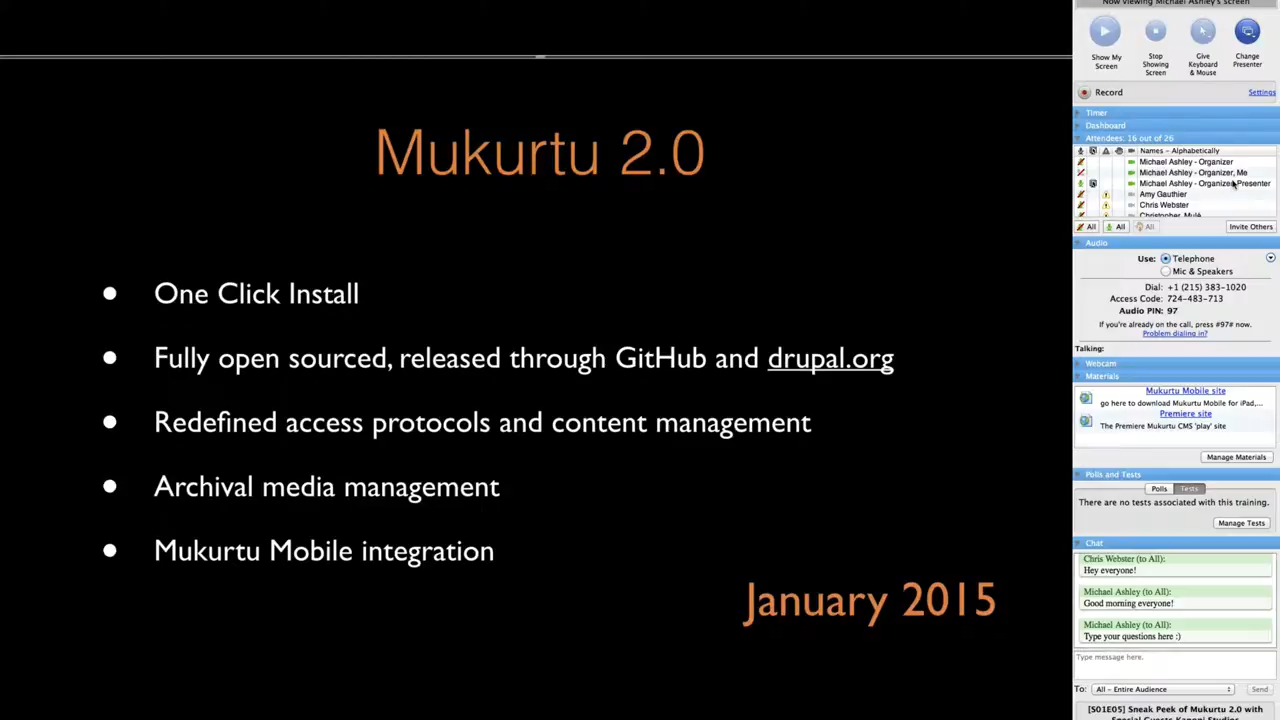 Mukurtu 2.0
• One Click Install
• Fully open sourced, released through GitHub and drupal.org
• Redefined access protocols and content management
• Archival media management
• Mukurtu Mobile integration
January 2015
Now viewing Michael Ashley's screen
Show My
Screen
Stop
Showing
Screen
Give
Keyboard
& Mouse
Change
Presenter
Record
Settings
Timer
Dashboard
Attendees: 16 out of 26
Names - Alphabetically
Michael Ashley - Organizer
Michael Ashley - Organizer, Me
Michael Ashley - Organizer, Presenter
Amy Gauthier
Chris Webster
Christopher, Mulé
All
All
All
Invite Others
Audio
Use: Telephone
Mic & Speakers
Dial: +1 (215) 383-1020
Access Code: 724-483-713
Audio PIN: 97
If you're already on the call, press #97# now.
Problem dialing in?
Talking:
Webcam
Materials
Mukurtu Mobile site
go here to download Mukurtu Mobile for iPad,...
Premiere site
The Premiere Mukurtu CMS 'play' site
Manage Materials
Polls and Tests
Polls Tests
There are no tests associated with this training.
Manage Tests
Chat
Chris Webster (to All):
Hey everyone!
Michael Ashley (to All):
Good morning everyone!
Michael Ashley (to All):
Type your questions here :)
Type message here.
To: All - Entire Audience
Send
[S01E05] Sneak Peek of Mukurtu 2.0 with
Special Guests Kanopi Studios